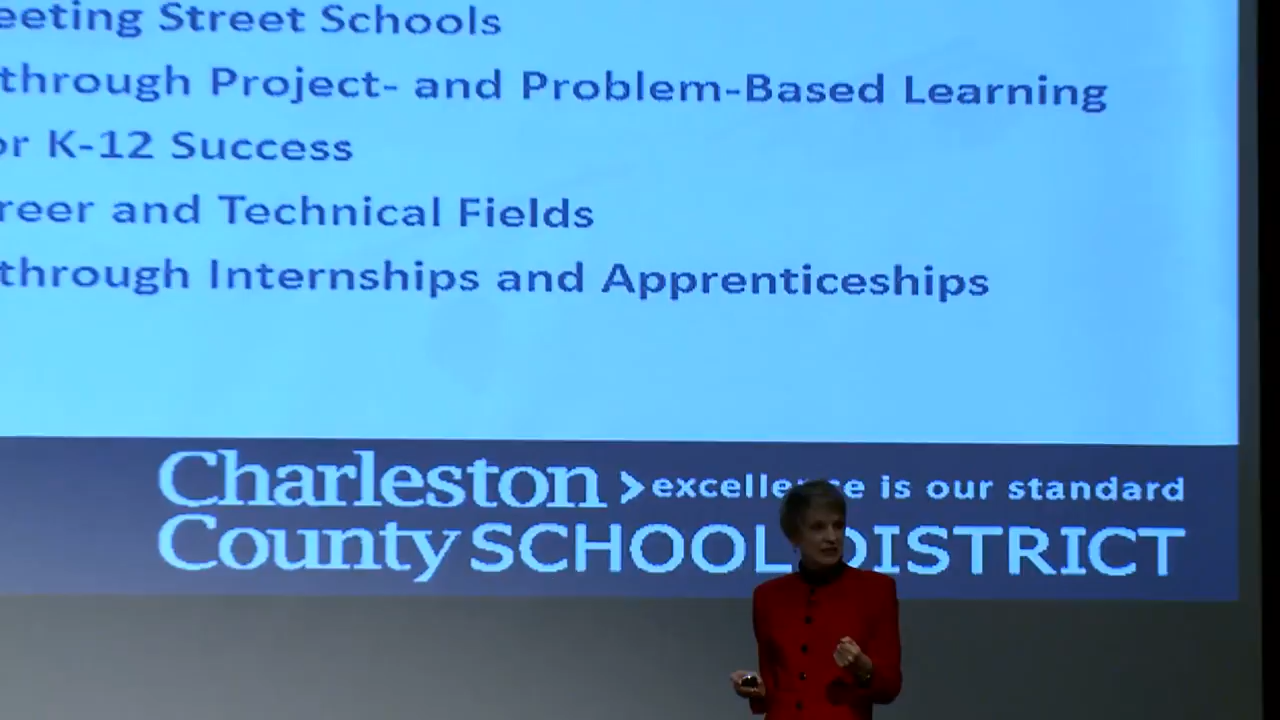 eeting Street Schools
through Project- and Problem-Based Learning
or K-12 Success
reer and Technical Fields
through Internships and Apprenticeships
Charleston >excellence is our standard
County SCHOOL DISTRICT